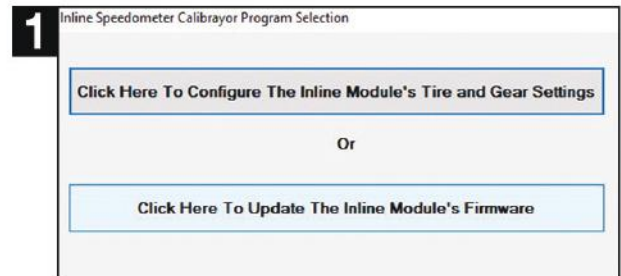 1
Inline Speedometer Calibrayor Program Selection
Click Here To Configure The Inline Module's Tire and Gear Settings
Or
Click Here To Update The Inline Module's Firmware